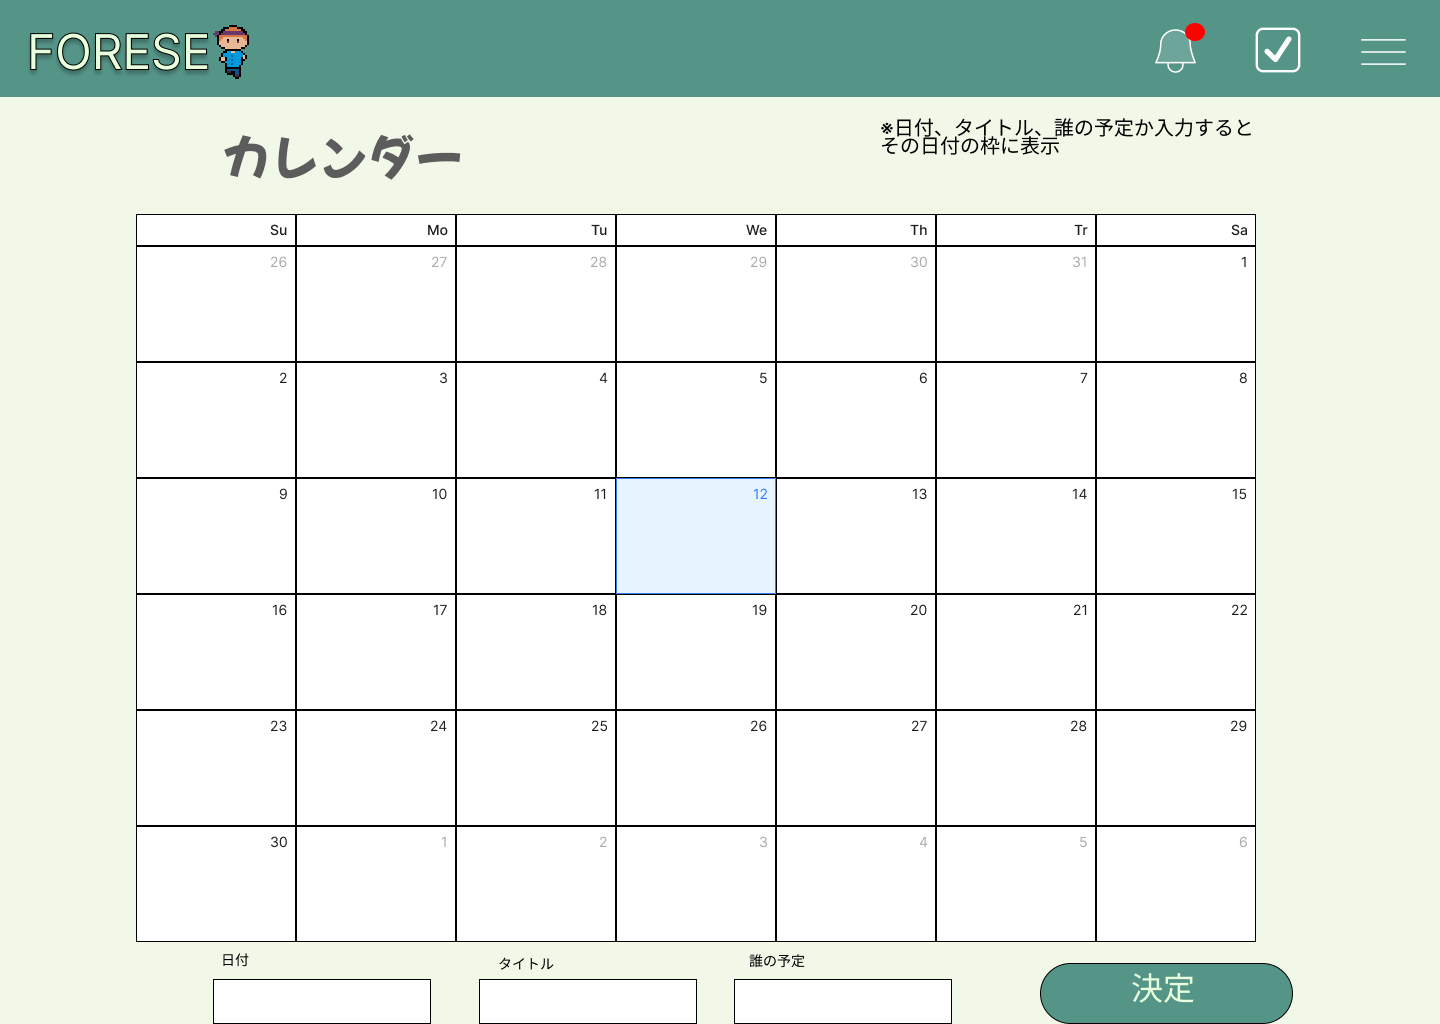 FORESE
カレンダー
※日付、タイトル、誰の予定か入力すると
その日付の枠に表示
Su Mo Tu We Th Tr Sa
26 27 28 29 30 31 1
2 3 4 5 6 7 8
9 10 11 12 13 14 15
16 17 18 19 20 21 22
23 24 25 26 27 28 29
30 1 2 3 4 5 6
日付 タイトル 誰の予定
決定